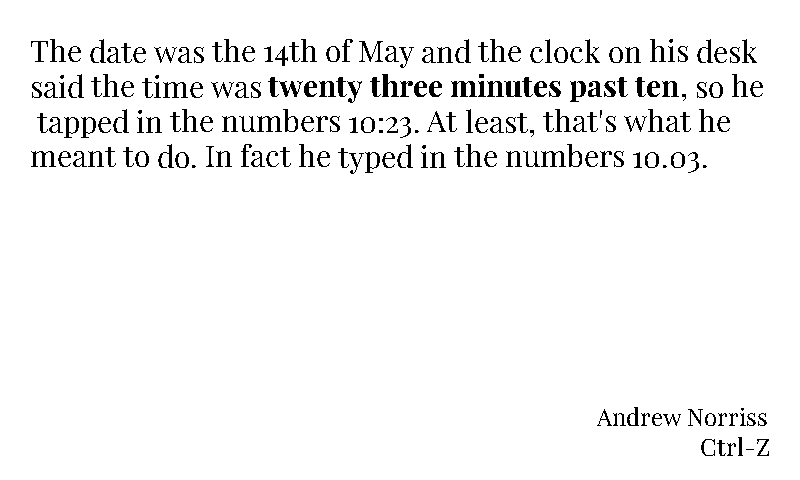 The date was the 14th of May and the clock on his desk
said the time was twenty three minutes past ten, so he
tapped in the numbers 10:23. At least, that's what he
meant to do. In fact he typed in the numbers 10.03.
Andrew Norriss
Ctrl-Z